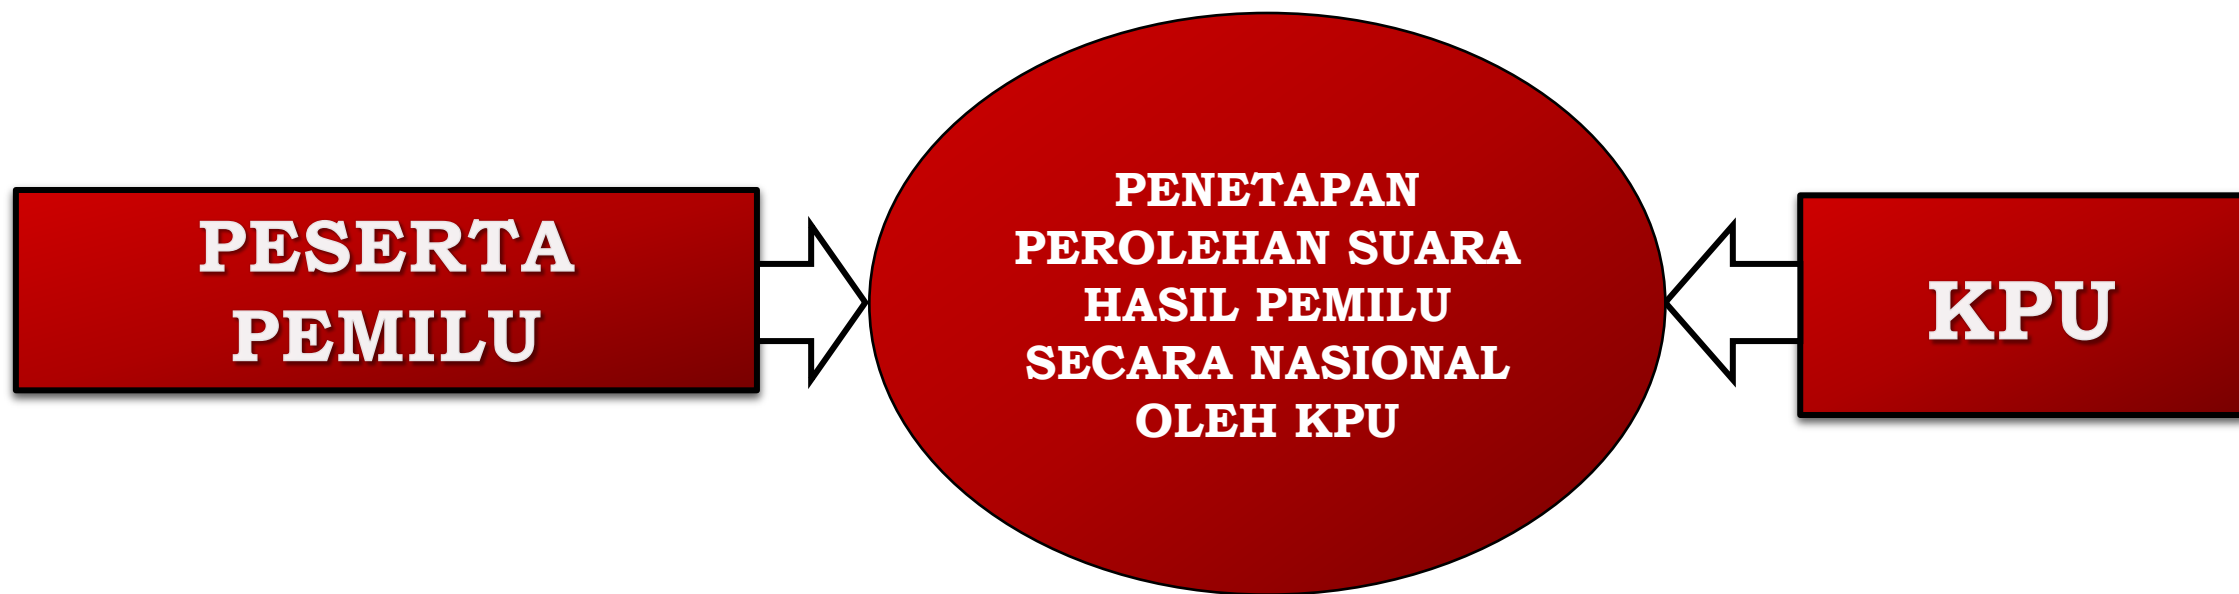 PESERTA
PEMILU
PENETAPAN
PEROLEHAN SUARA
HASIL PEMILU
SECARA NASIONAL
OLEH KPU
KPU